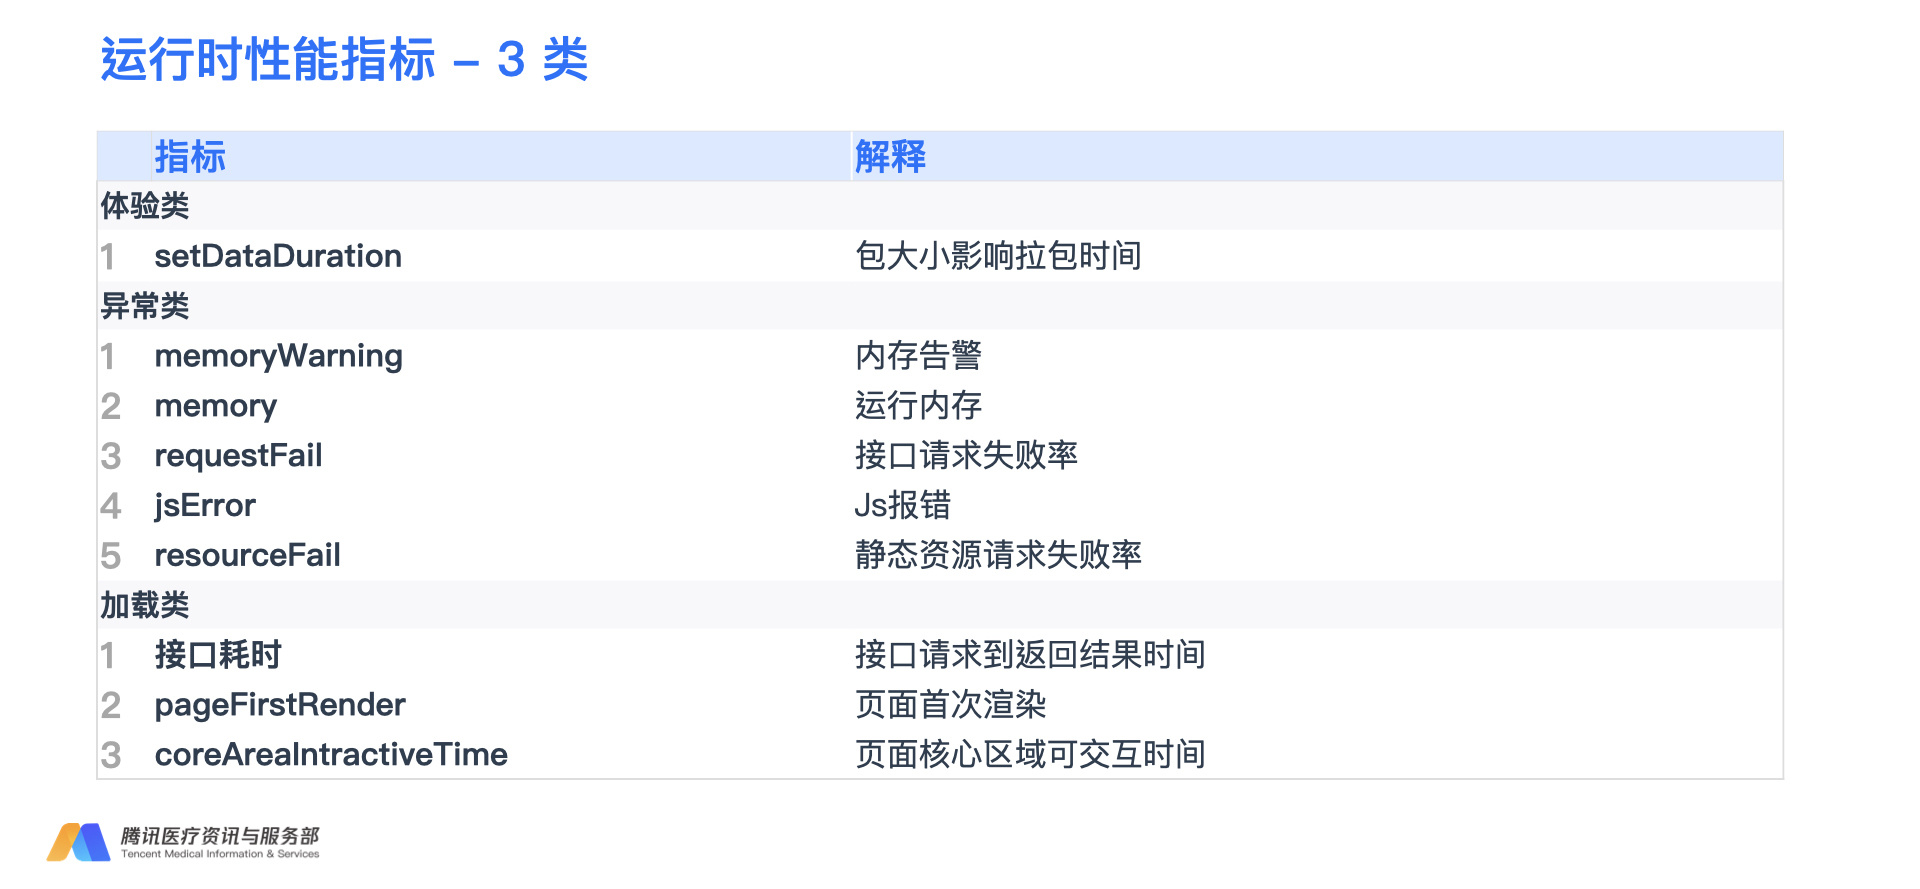 运行时性能指标 – 3 类
指标 解释
体验类
1 setDataDuration 包大小影响拉包时间
异常类
1 memoryWarning 内存告警
2 memory 运行内存
3 requestFail 接口请求失败率
4 jsError Js报错
5 resourceFail 静态资源请求失败率
加载类
1 接口耗时 接口请求到返回结果时间
2 pageFirstRender 页面首次渲染
3 coreAreaIntractiveTime 页面核心区域可交互时间
腾讯医疗资讯与服务部
Tencent Medical Information & Services